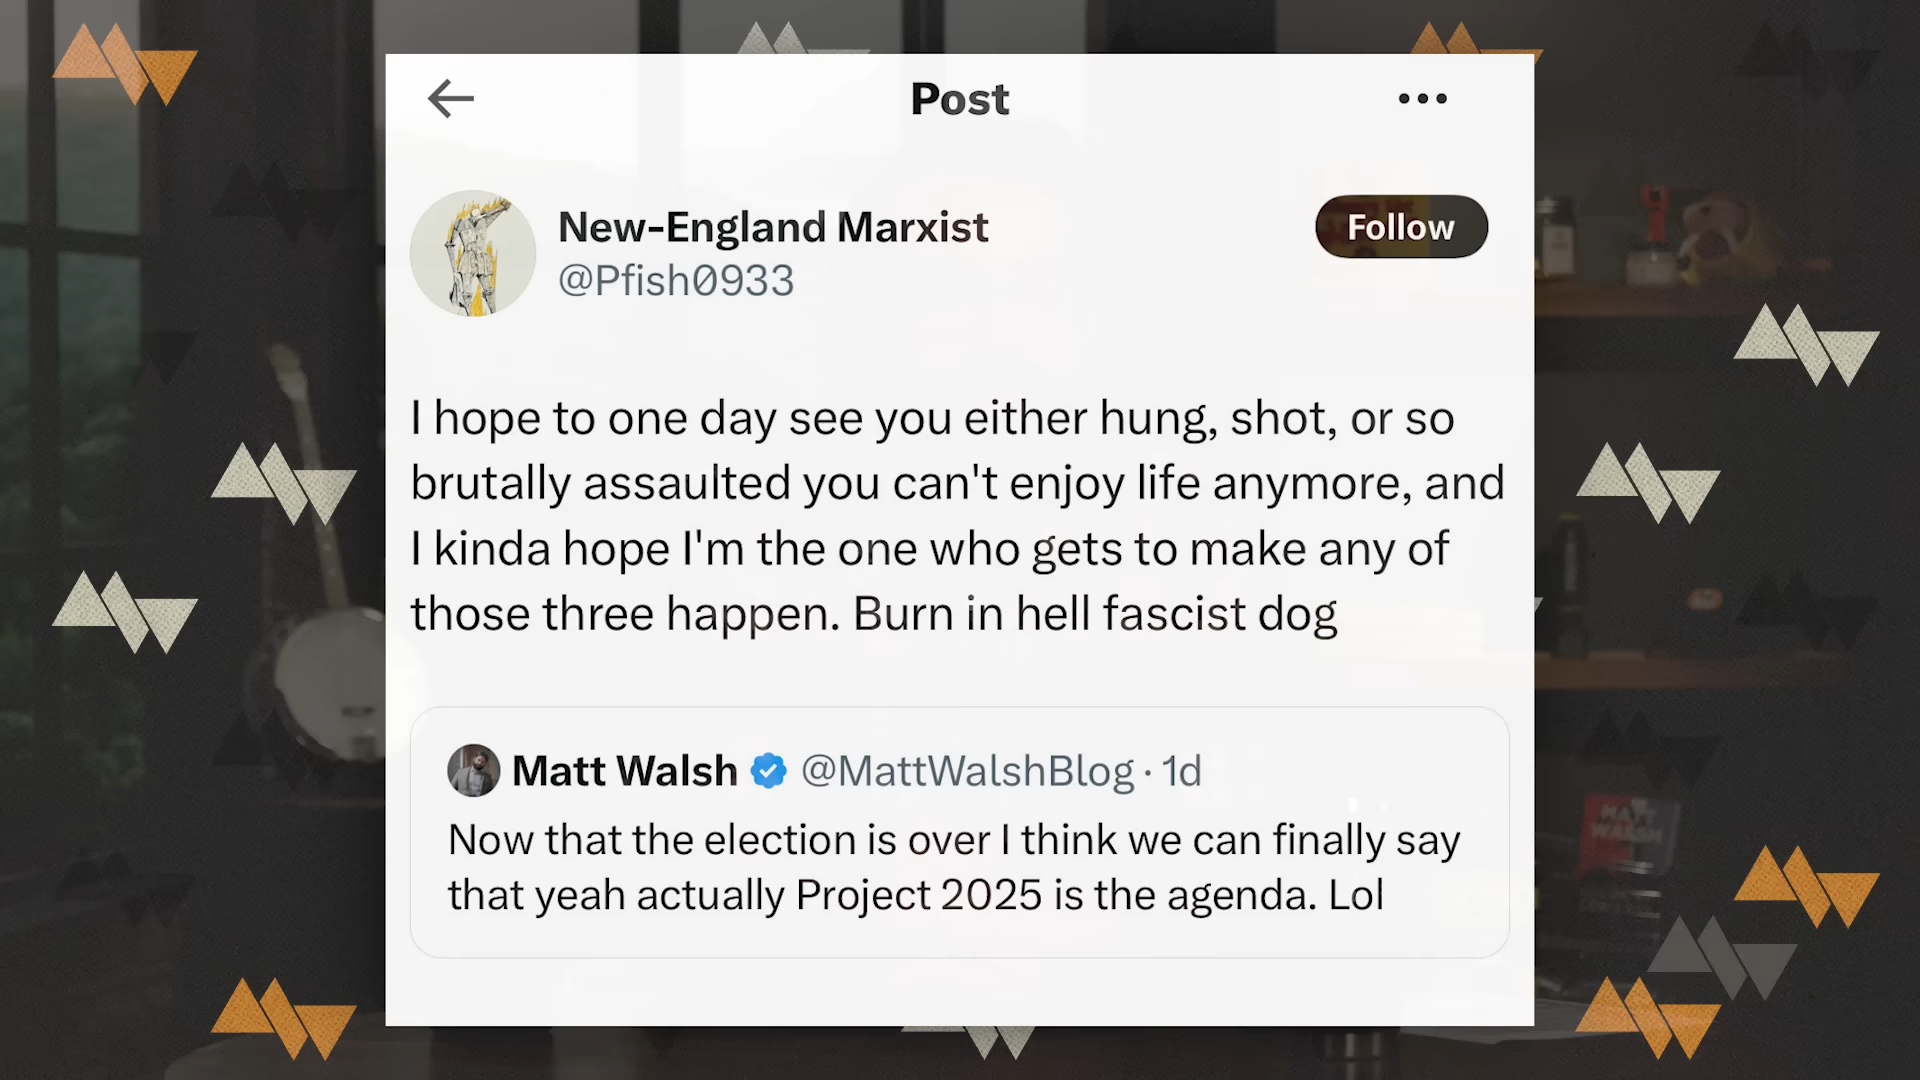 Post
New-England Marxist
@Pfish0933
Follow
I hope to one day see you either hung, shot, or so
brutally assaulted you can't enjoy life anymore, and
I kinda hope I'm the one who gets to make any of
those three happen. Burn in hell fascist dog
Matt Walsh @MattWalshBlog · 1d
Now that the election is over I think we can finally say
that yeah actually Project 2025 is the agenda. Lol
MATT
WALSH